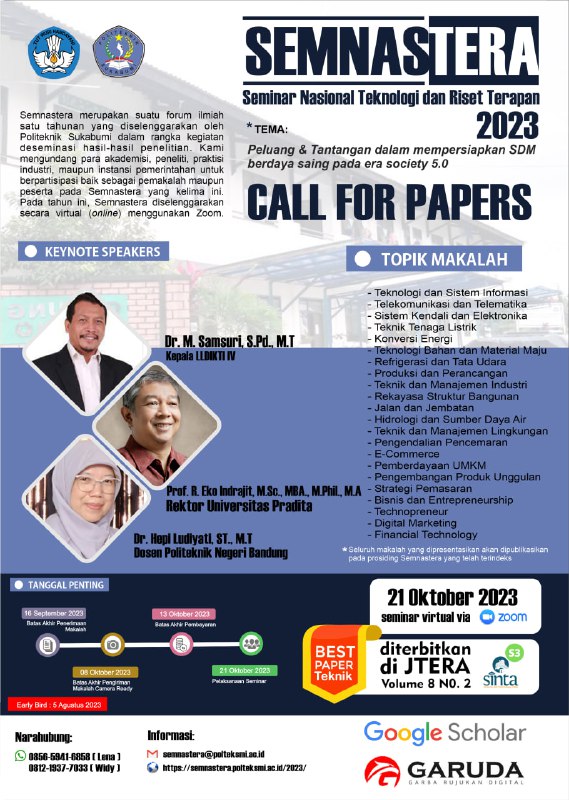 SEMNASTERA
Seminar Nasional Teknologi dan Riset Terapan
2023
* TEMA:
Peluang & Tantangan dalam mempersiapkan SDM
berdaya saing pada era society 5.0
CALL FOR PAPERS
Semnastera merupakan suatu forum ilmiah
satu tahunan yang diselenggarakan oleh
Politeknik Sukabumi dalam rangka kegiatan
deseminasi hasil-hasil penelitian. Kami
mengundang para akademisi, peneliti, praktisi
industri, maupun instansi pemerintahan untuk
berpartisipasi baik sebagai pemakalah maupun
peserta pada Semnastera yang kelima ini.
Pada tahun ini, Semnastera diselenggarakan
secara virtual (online) menggunakan Zoom.
KEYNOTE SPEAKERS
Dr. M. Samsuri, S.Pd., M.T
Kepala LLDIKTI IV
Prof. R. Eko Indrajit, M.Sc., MBA., M.Phil., M.A
Rektor Universitas Pradita
Dr. Hepi Ludiyati, ST., M.T
Dosen Politeknik Negeri Bandung
TOPIK MAKALAH
- Teknologi dan Sistem Informasi
- Telekomunikasi dan Telematika
- Sistem Kendali dan Elektronika
- Teknik Tenaga Listrik
- Konversi Energi
- Teknologi Bahan dan Material Maju
- Refrigerasi dan Tata Udara
- Produksi dan Perancangan
- Teknik dan Manajemen Industri
- Rekayasa Struktur Bangunan
- Jalan dan Jembatan
- Hidrologi dan Sumber Daya Air
- Teknik dan Manajemen Lingkungan
- Pengendalian Pencemaran
- E-Commerce
- Pemberdayaan UMKM
- Pengembangan Produk Unggulan
- Strategi Pemasaran
- Bisnis dan Entrepreneurship
- Technopreneur
- Digital Marketing
- Financial Technology
* Seluruh makalah yang dipresentasikan akan dipublikasikan
pada prosiding Semnastera yang telah terindeks
TANGGAL PENTING
16 September 2023
Batas Akhir Penerimaan
Makalah
13 Oktober 2023
Batas Akhir Pembayaran
06 Oktober 2023
Batas Akhir Pengiriman
Makalah Camera Ready
21 Oktober 2023
Pelaksanaan Seminar
Early Bird : 5 Agustus 2023
21 Oktober 2023
seminar virtual via zoom
BEST
PAPER
Teknik
diterbitkan
di JTERA
Volume 8 NO. 2
S3
sinta
Narahubung:
0856-5941-6858 ( Lena )
0812-1937-7033 ( Widy )
Informasi:
semnastera@polteksmi.ac.id
https://semnastera.polteksmi.ac.id/2023/
Google Scholar
GARUDA
GARBA RUJUKAN DIGITAL